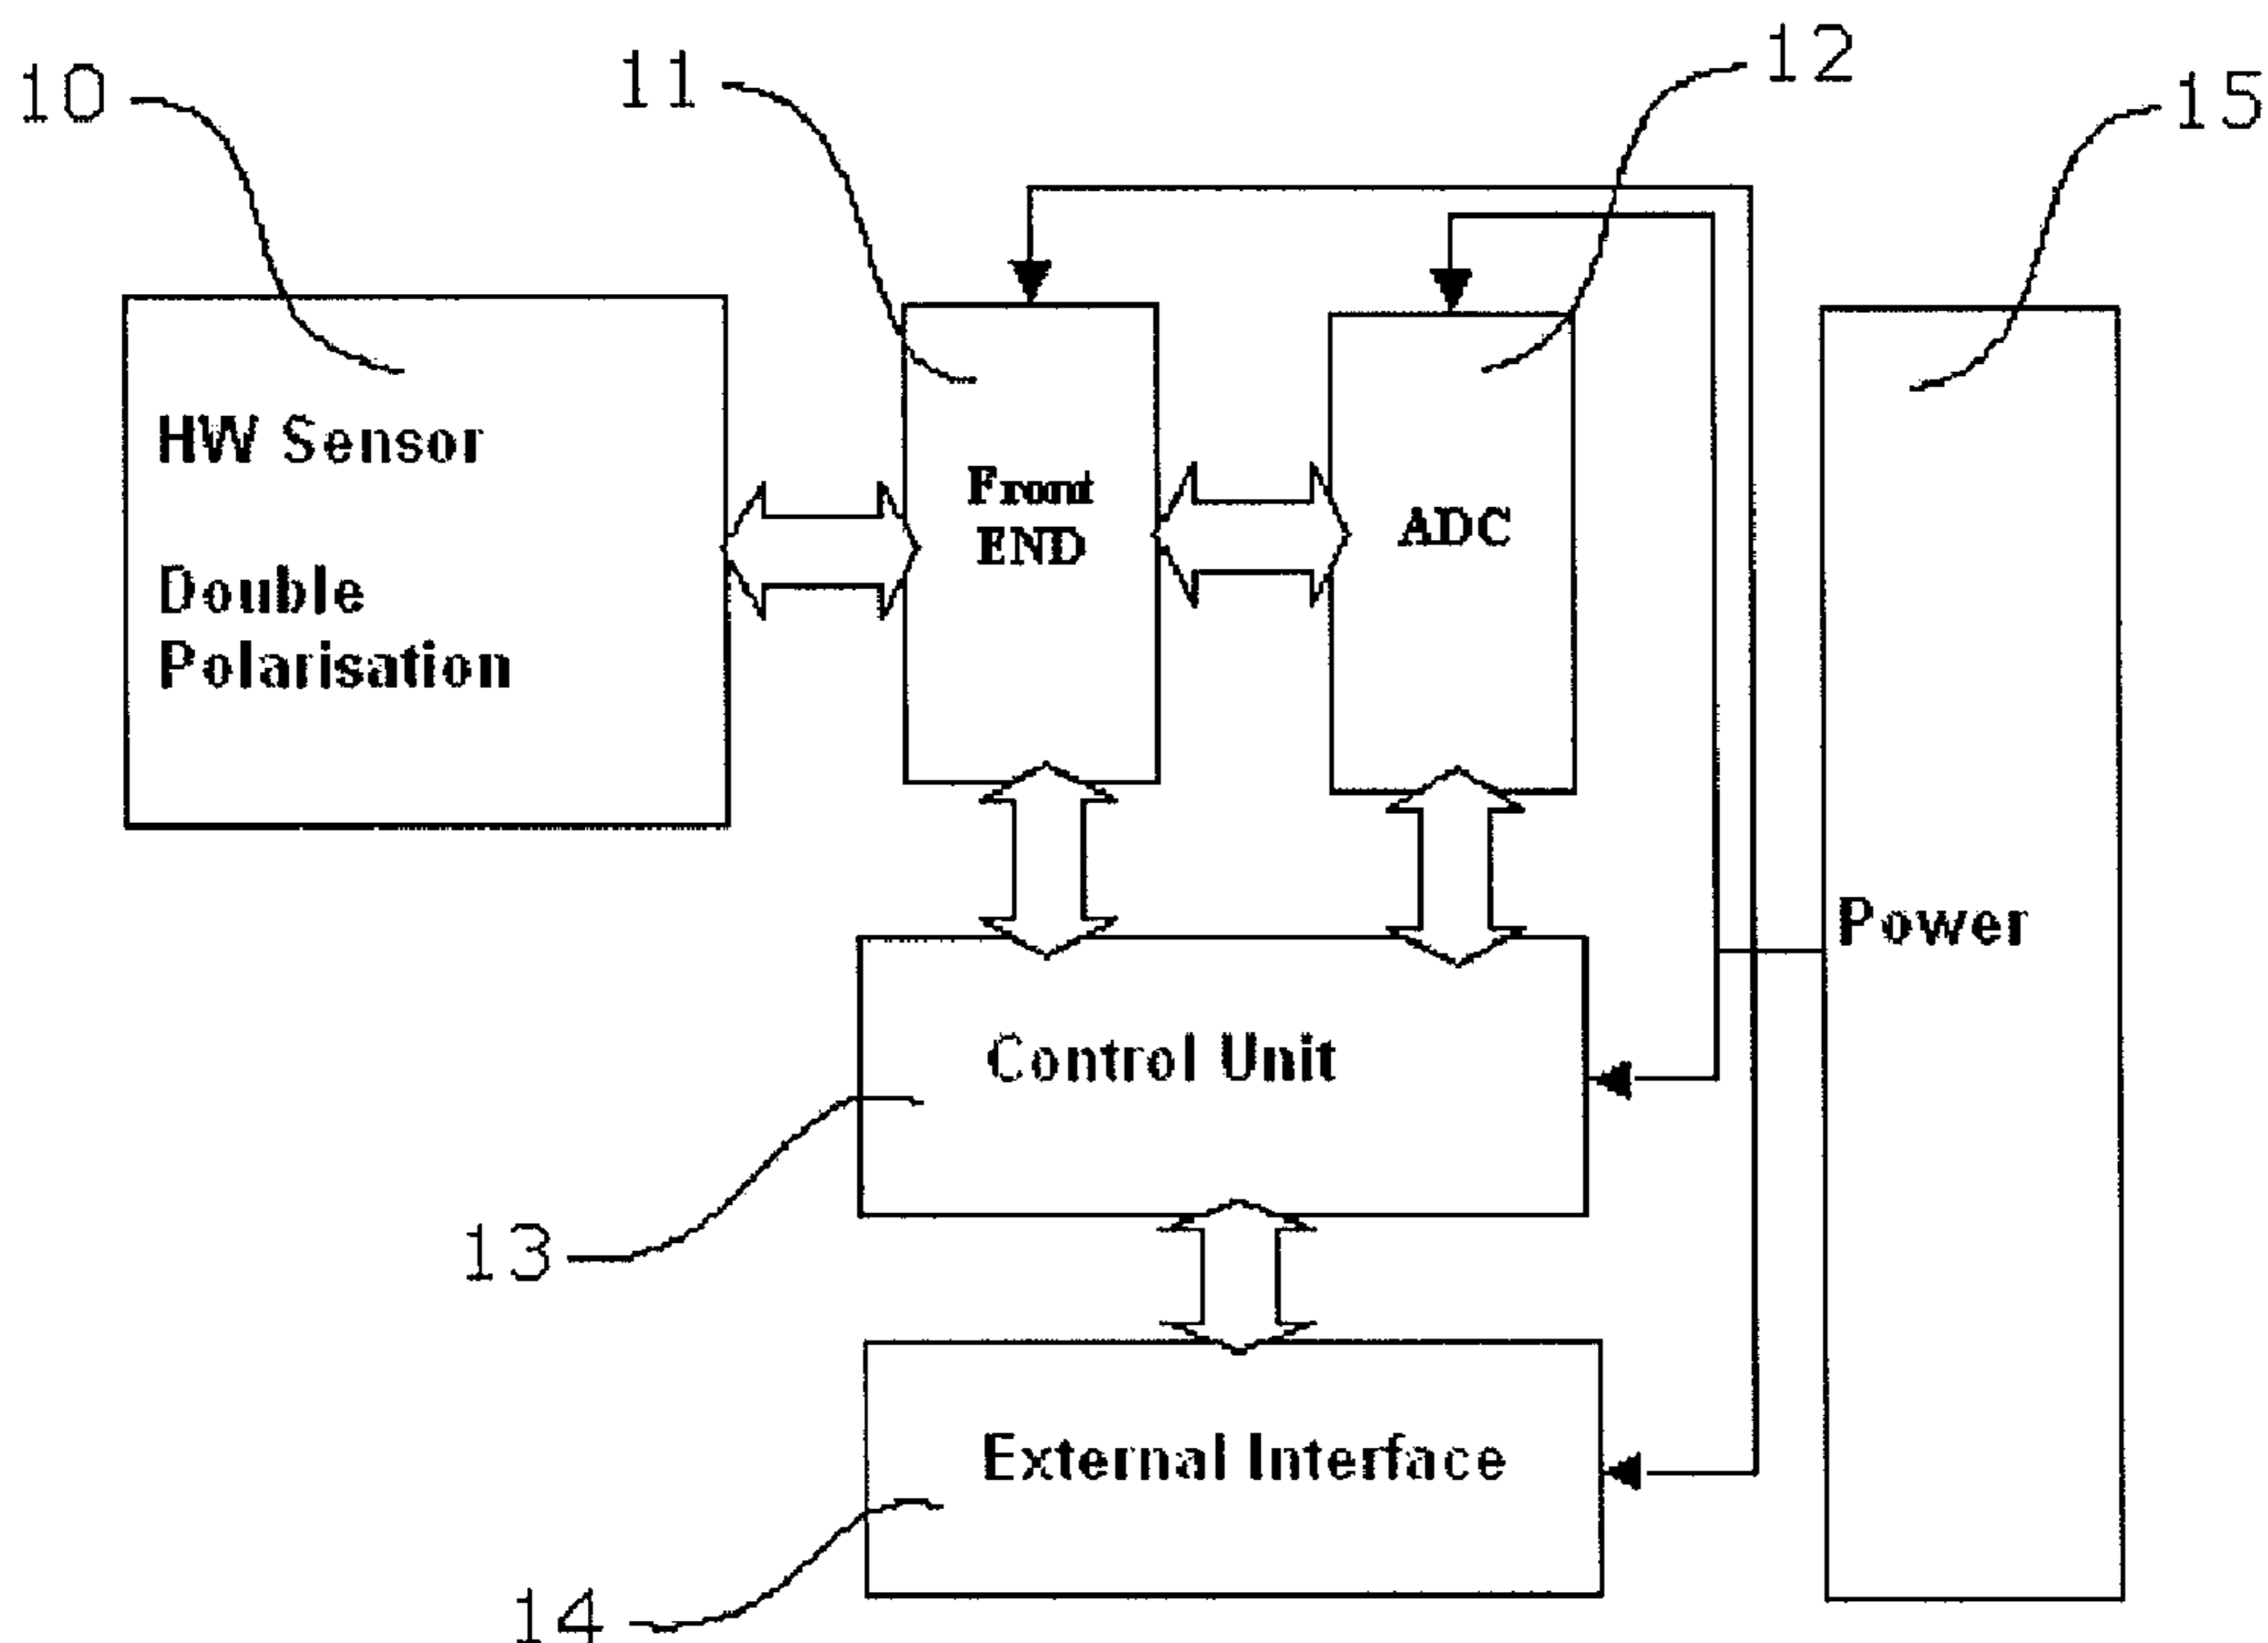 10
11
12
15
HW Sensor
Double
Polarisation
Front
END
ADC
Power
Control Unit
13
External Interface
14